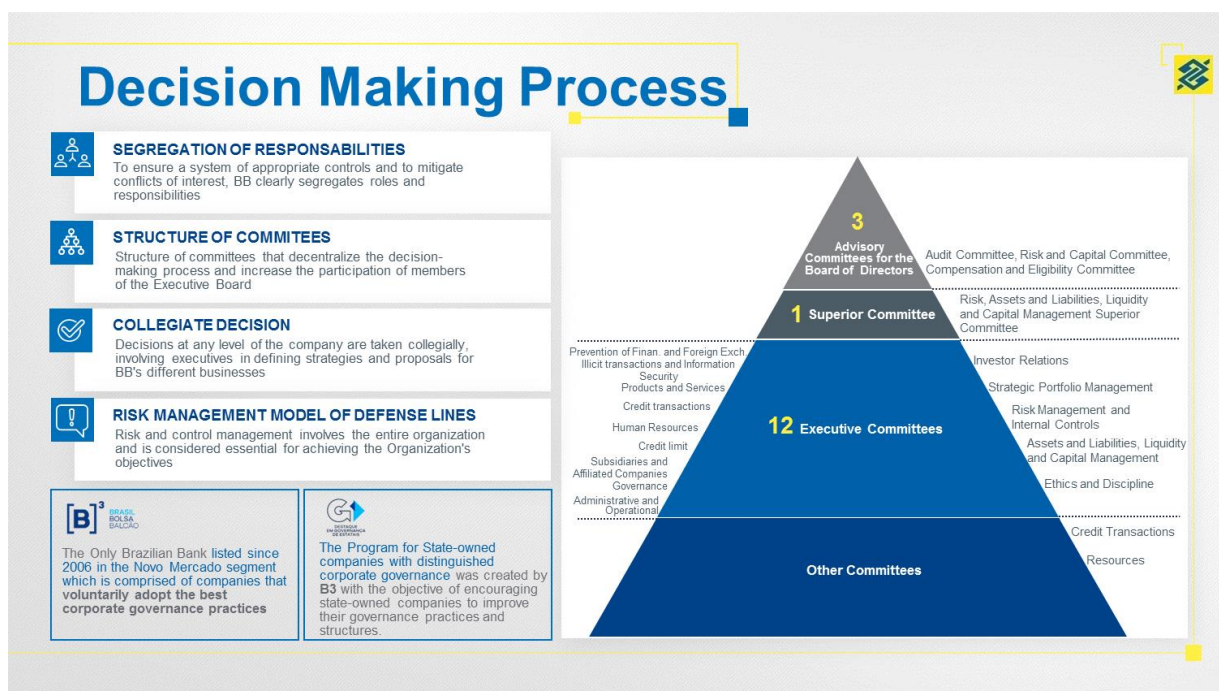 Decision Making Process
SEGREGATION OF RESPONSABILITIES
To ensure a system of appropriate controls and to mitigate
conflicts of interest, BB clearly segregates roles and
responsibilities
STRUCTURE OF COMMITEES
Structure of committees that decentralize the decision-
making process and increase the participation of members
of the Executive Board
COLLEGIATE DECISION
Decisions at any level of the company are taken collegially,
involving executives in defining strategies and proposals for
BB's different businesses
RISK MANAGEMENT MODEL OF DEFENSE LINES
Risk and control management involves the entire organization
and is considered essential for achieving the Organization's
objectives
[B]³
BRASIL
BOLSA
BALCÃO
The Only Brazilian Bank listed since
2006 in the Novo Mercado segment
which is comprised of companies that
voluntarily adopt the best
corporate governance practices
DESTAQUE
EM GOVERNANÇA
DE ESTATAIS
The Program for State-owned
companies with distinguished
corporate governance was created by
B3 with the objective of encouraging
state-owned companies to improve
their governance practices and
structures.
3
Advisory
Committees for the
Board of Directors
Audit Committee, Risk and Capital Committee,
Compensation and Eligibility Committee
1 Superior Committee
Risk, Assets and Liabilities, Liquidity
and Capital Management Superior
Committee
Prevention of Finan. and Foreign Exch.
Illicit transactions and Information
Security
Products and Services
Credit transactions
Human Resources
Credit limit
Subsidiaries and
Affiliated Companies
Governance
Administrative and
Operational
12 Executive Committees
Investor Relations
Strategic Portfolio Management
Risk Management and
Internal Controls
Assets and Liabilities, Liquidity
and Capital Management
Ethics and Discipline
Other Committees
Credit Transactions
Resources